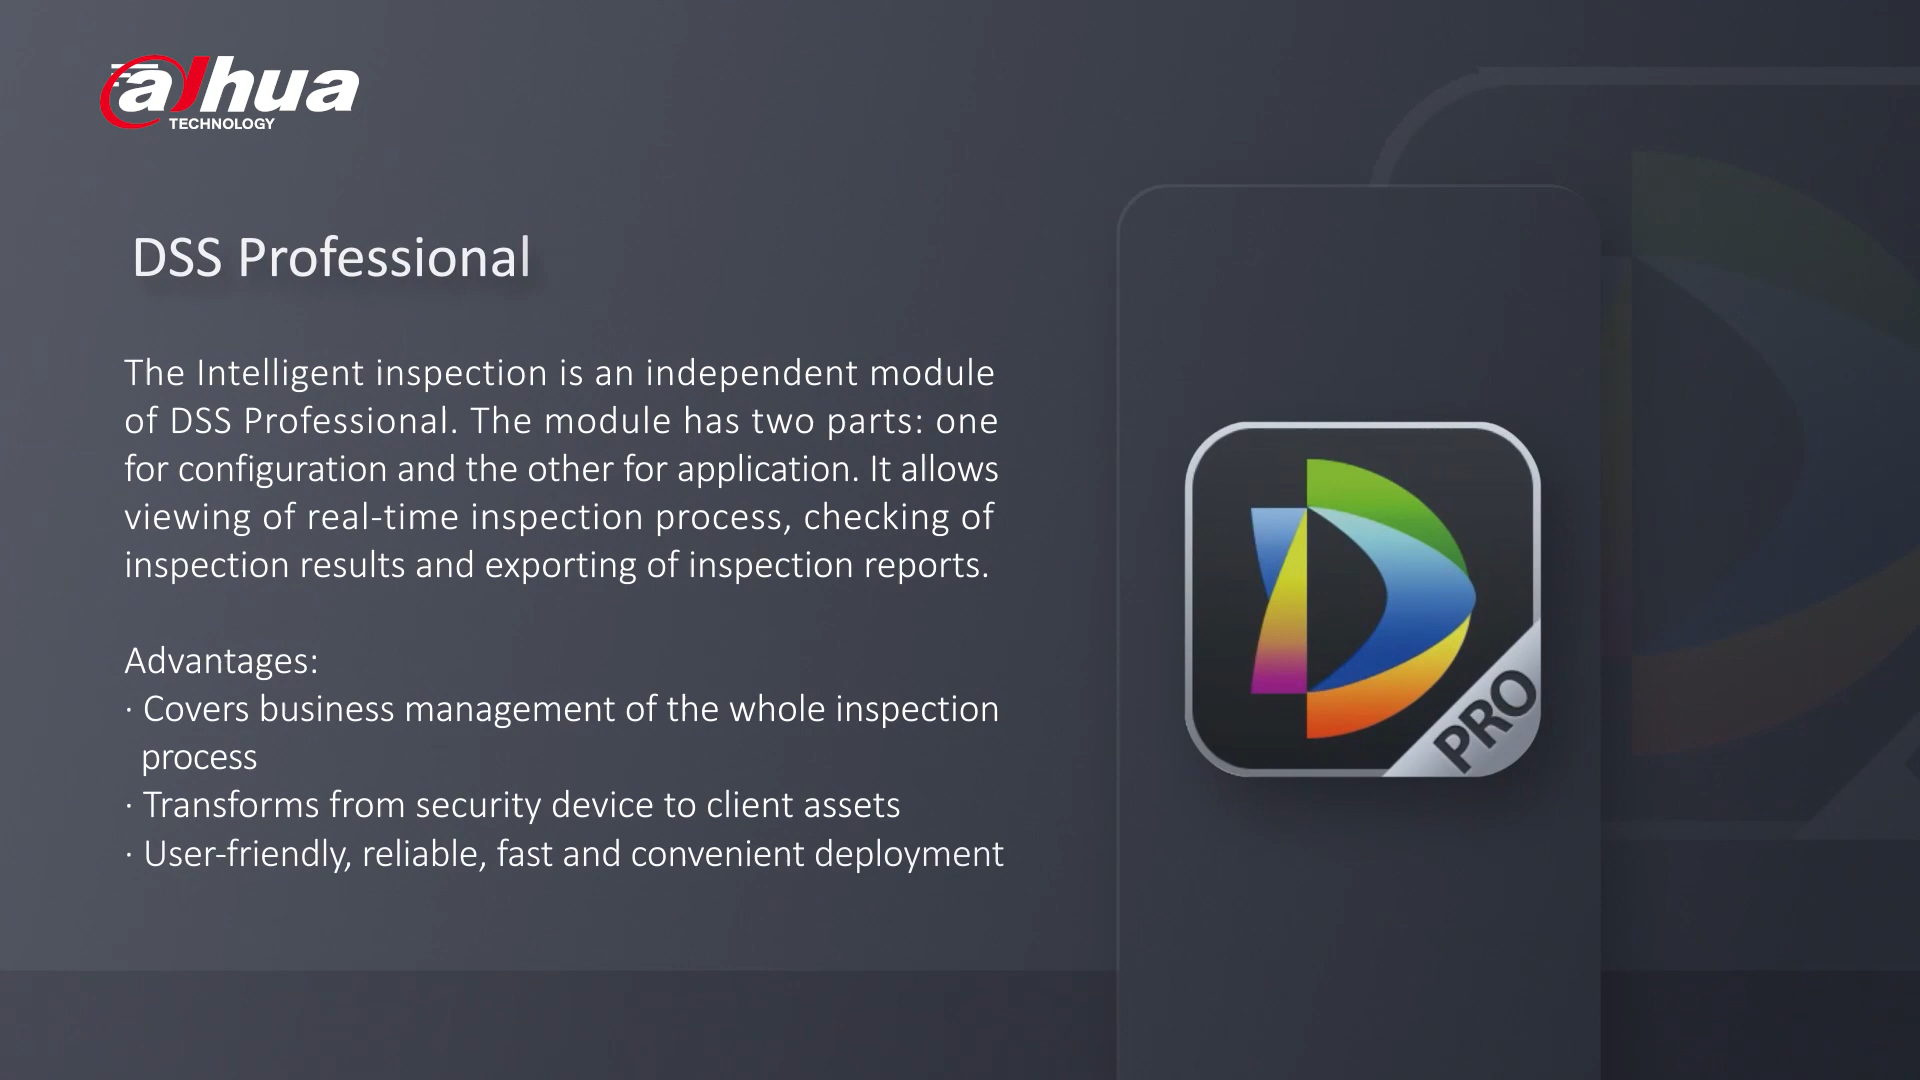 alhua
TECHNOLOGY
DSS Professional
The Intelligent inspection is an independent module
of DSS Professional. The module has two parts: one
for configuration and the other for application. It allows
viewing of real-time inspection process, checking of
inspection results and exporting of inspection reports.
Advantages:
· Covers business management of the whole inspection
process
· Transforms from security device to client assets
· User-friendly, reliable, fast and convenient deployment
PRO